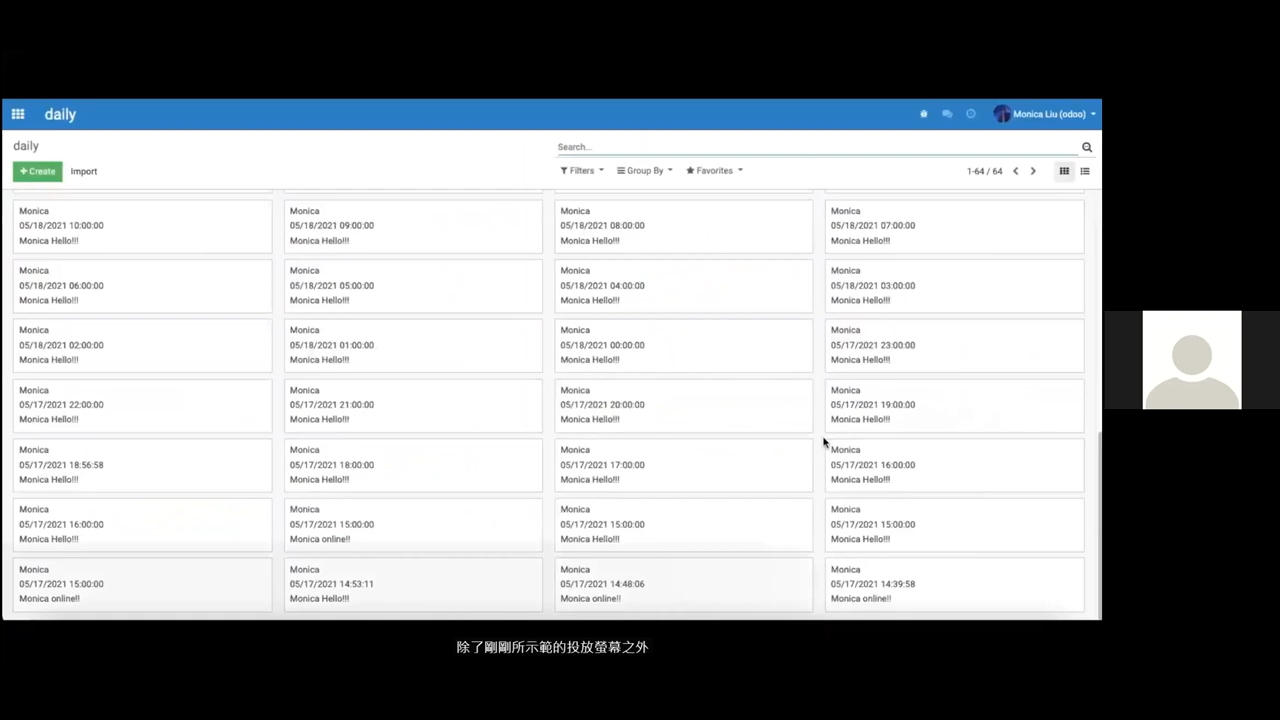 daily
Monica Liu (odoo)
daily
Search...
+ Create
Import
Filters
Group By
Favorites
1-64 / 64
Monica
05/18/2021 10:00:00
Monica Hello!!!
Monica
05/18/2021 09:00:00
Monica Hello!!!
Monica
05/18/2021 08:00:00
Monica Hello!!!
Monica
05/18/2021 07:00:00
Monica Hello!!!
Monica
05/18/2021 06:00:00
Monica Hello!!!
Monica
05/18/2021 05:00:00
Monica Hello!!!
Monica
05/18/2021 04:00:00
Monica Hello!!!
Monica
05/18/2021 03:00:00
Monica Hello!!!
Monica
05/18/2021 02:00:00
Monica Hello!!!
Monica
05/18/2021 01:00:00
Monica Hello!!!
Monica
05/18/2021 00:00:00
Monica Hello!!!
Monica
05/17/2021 23:00:00
Monica Hello!!!
Monica
05/17/2021 22:00:00
Monica Hello!!!
Monica
05/17/2021 21:00:00
Monica Hello!!!
Monica
05/17/2021 20:00:00
Monica Hello!!!
Monica
05/17/2021 19:00:00
Monica Hello!!!
Monica
05/17/2021 18:56:58
Monica Hello!!!
Monica
05/17/2021 18:00:00
Monica Hello!!!
Monica
05/17/2021 17:00:00
Monica Hello!!!
Monica
05/17/2021 16:00:00
Monica Hello!!!
Monica
05/17/2021 16:00:00
Monica Hello!!!
Monica
05/17/2021 15:00:00
Monica online!!
Monica
05/17/2021 15:00:00
Monica Hello!!!
Monica
05/17/2021 15:00:00
Monica Hello!!!
Monica
05/17/2021 15:00:00
Monica online!!
Monica
05/17/2021 14:53:11
Monica Hello!!!
Monica
05/17/2021 14:48:06
Monica online!!
Monica
05/17/2021 14:39:58
Monica online!!
除了剛剛所示範的投放螢幕之外